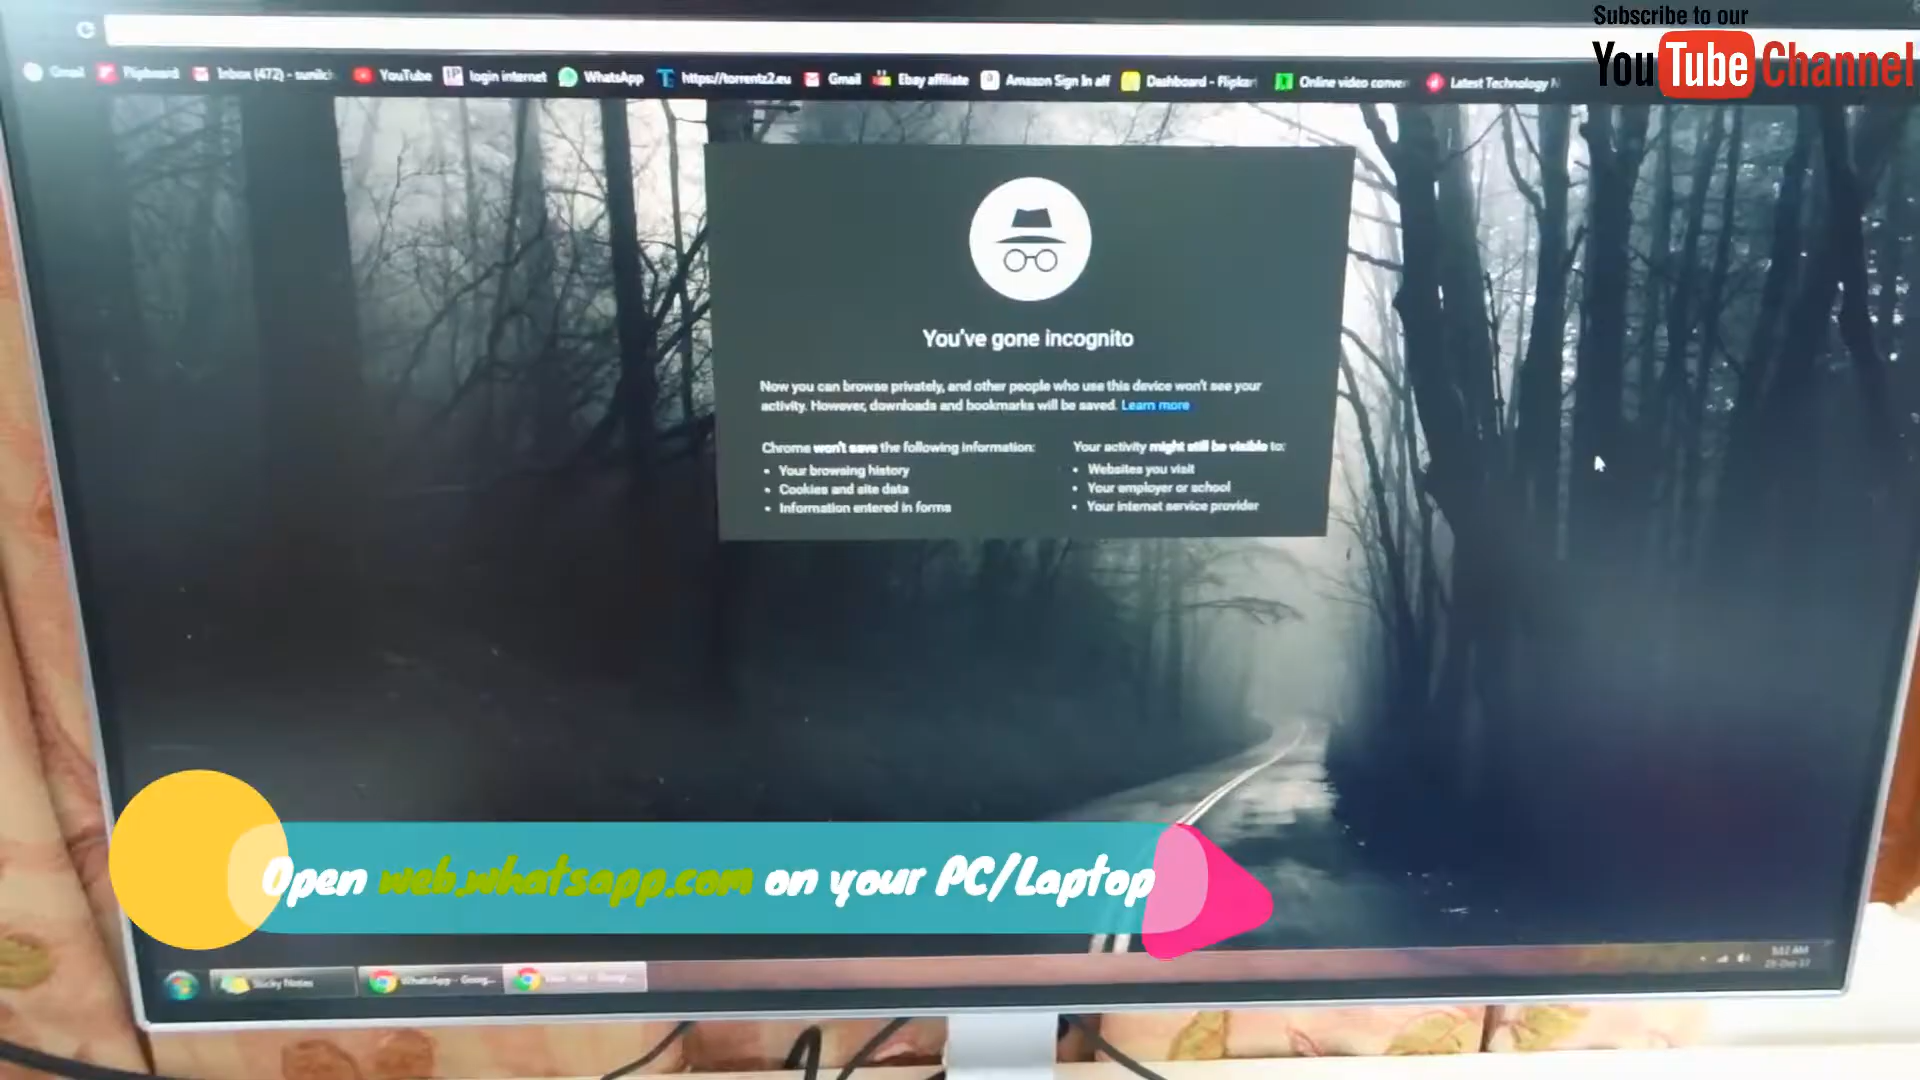 Subscribe to our
YouTube Channel
Gmail Flipboard Inbox (472) - sunilch YouTube login internet WhatsApp https://torrentz2.eu Gmail Ebay affiliate Amazon Sign In aff Dashboard - Flipkar Online video conver Latest Technology N
You've gone incognito
Now you can browse privately, and other people who use this device won't see your
activity. However, downloads and bookmarks will be saved. Learn more
Chrome won't save the following information:
Your browsing history
Cookies and site data
Information entered in forms
Your activity might still be visible to:
Websites you visit
Your employer or school
Your internet service provider
Open web.whatsapp.com on your PC/Laptop
Sticky Notes WhatsApp - Goog...